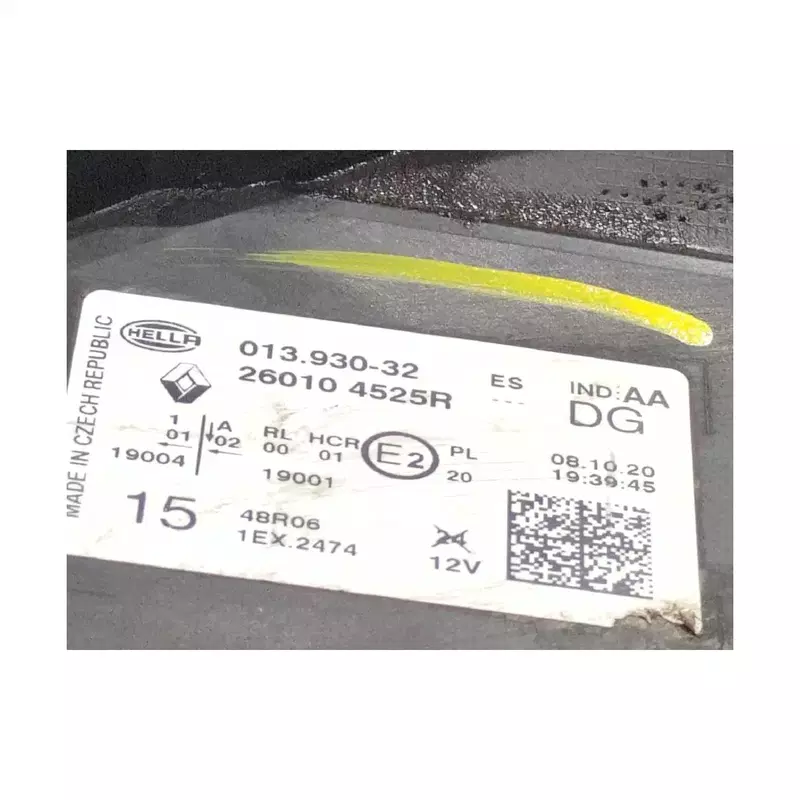 MADE IN CZECH REPUBLIC
HELLA
013.930-32
26010 4525R
ES
---
IND:AA
DG
1
01
A
02
19004
RL
00
HCR
01
19001
E2
PL
20
08.10.20
19:39:45
15
48R06
1EX.2474
24
12V